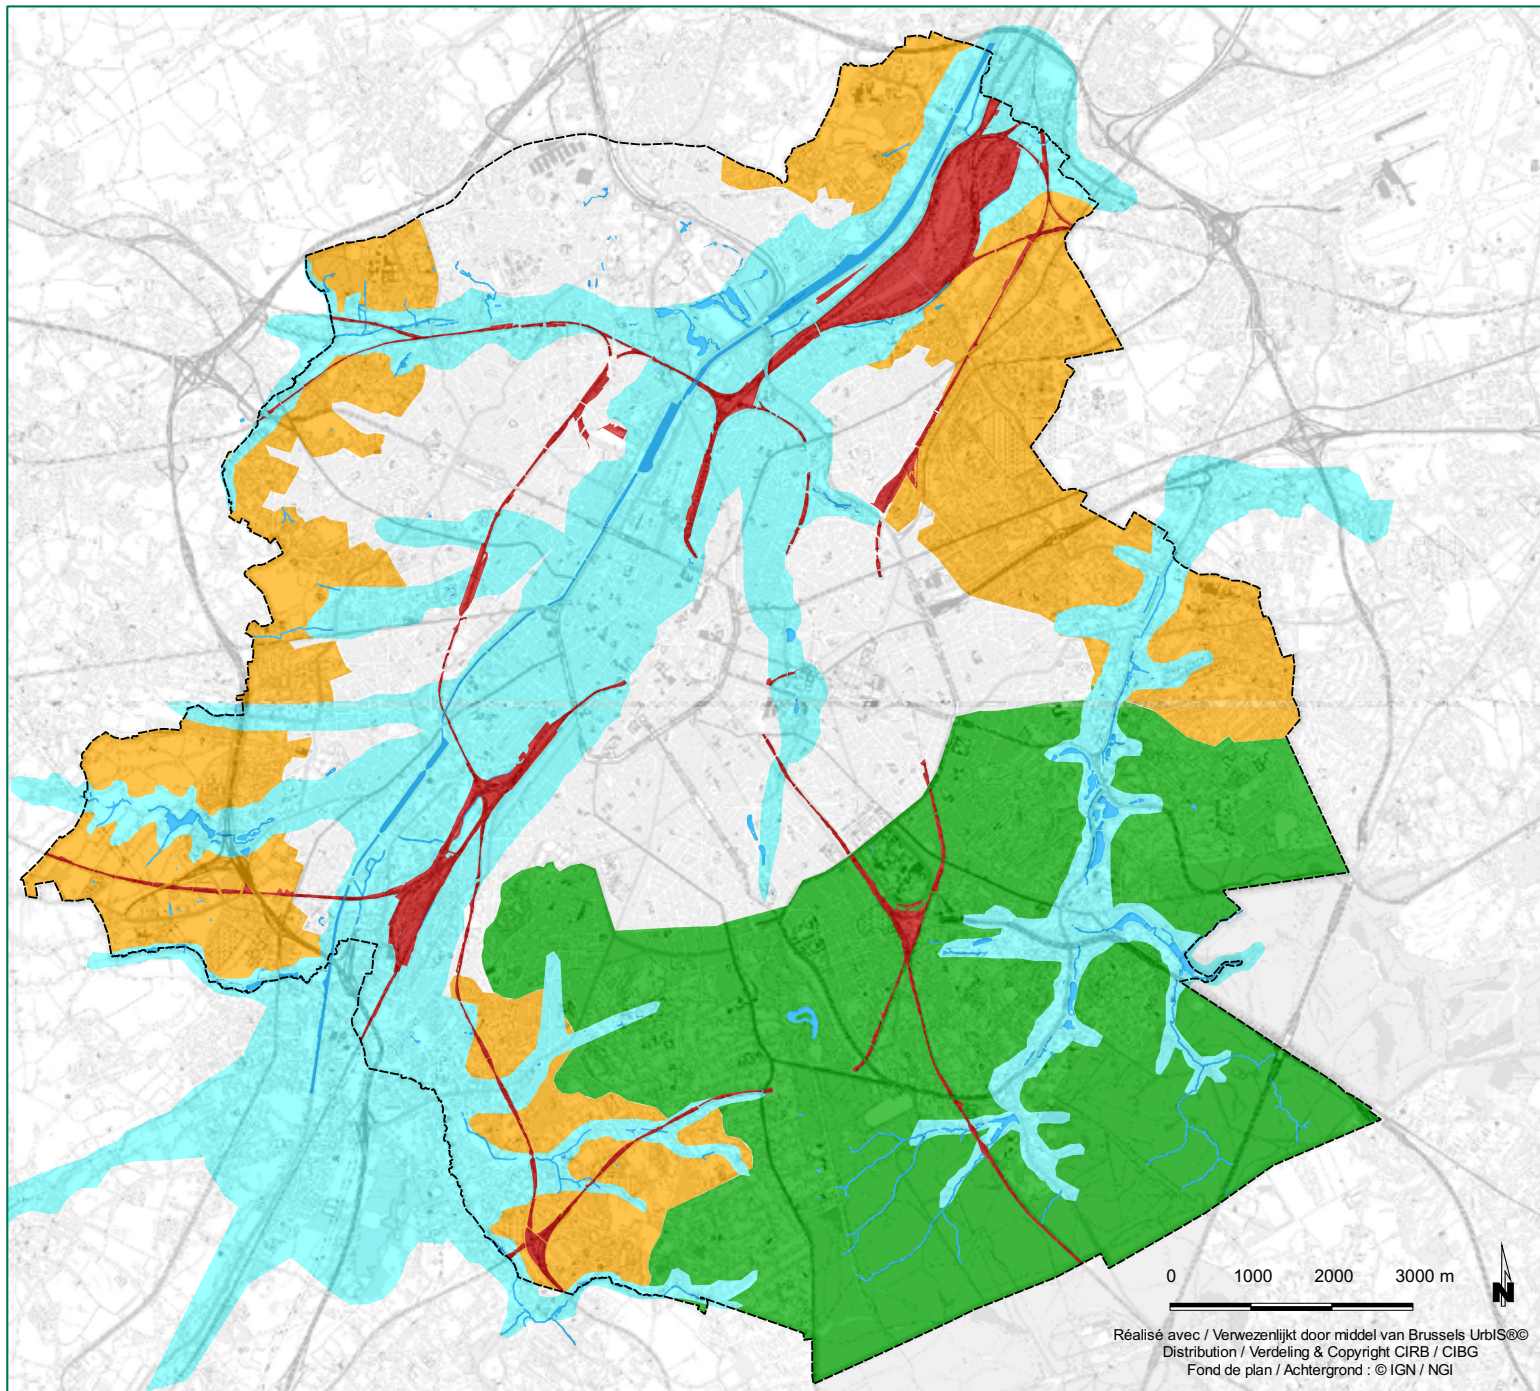 0 1000 2000 3000 m
N
Réalisé avec / Verwezenlijkt door middel van Brussels UrbIS®©
Distribution / Verdeling & Copyright CIRB / CIBG
Fond de plan / Achtergrond : © IGN / NGI